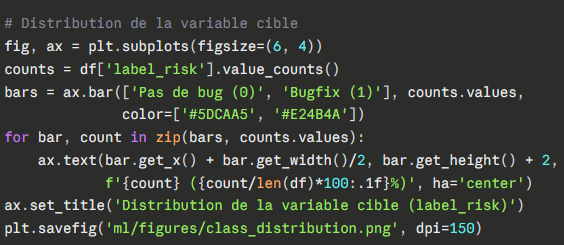 # Distribution de la variable cible
fig, ax = plt.subplots(figsize=(6, 4))
counts = df['label_risk'].value_counts()
bars = ax.bar(['Pas de bug (0)', 'Bugfix (1)'], counts.values,
              color=['#5DCAA5', '#E24B4A'])
for bar, count in zip(bars, counts.values):
    ax.text(bar.get_x() + bar.get_width()/2, bar.get_height() + 2,
            f'{count} ({count/len(df)*100:.1f}%)', ha='center')
ax.set_title('Distribution de la variable cible (label_risk)')
plt.savefig('ml/figures/class_distribution.png', dpi=150)